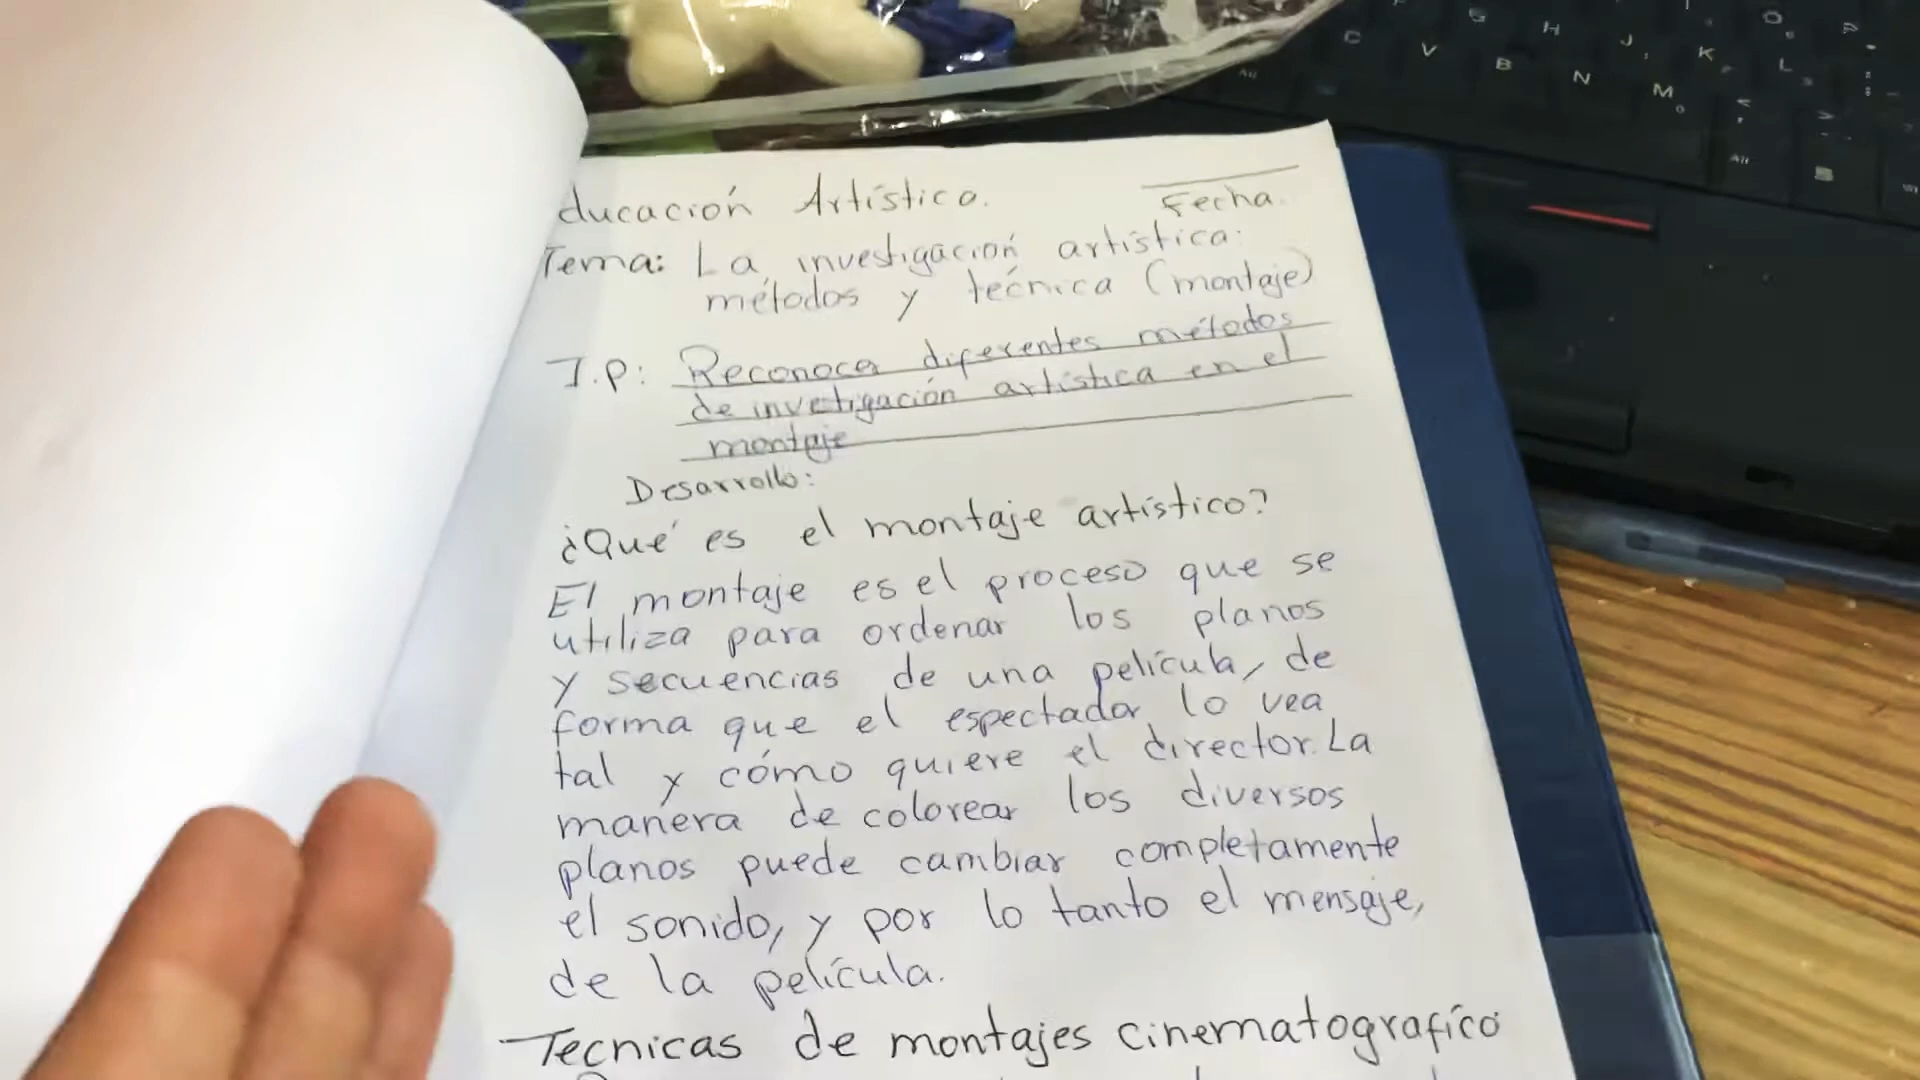 ducación Artístico.
Fecha.
Tema: La investigación artística:
métodos y técnica (montaje)
I.P: Reconoce diferentes métodos
de investigación artística en el
montaje
Desarrollo:
¿Qué es el montaje artístico?
El montaje es el proceso que se
utiliza para ordenar los planos
y secuencias de una película, de
forma que el espectador lo vea
tal y cómo quiere el director. La
manera de colorear los diversos
planos puede cambiar completamente
el sonido, y por lo tanto el mensaje,
de la película.
Tecnicas de montajes cinematografíco
G H J K L
C V B N M
Alt